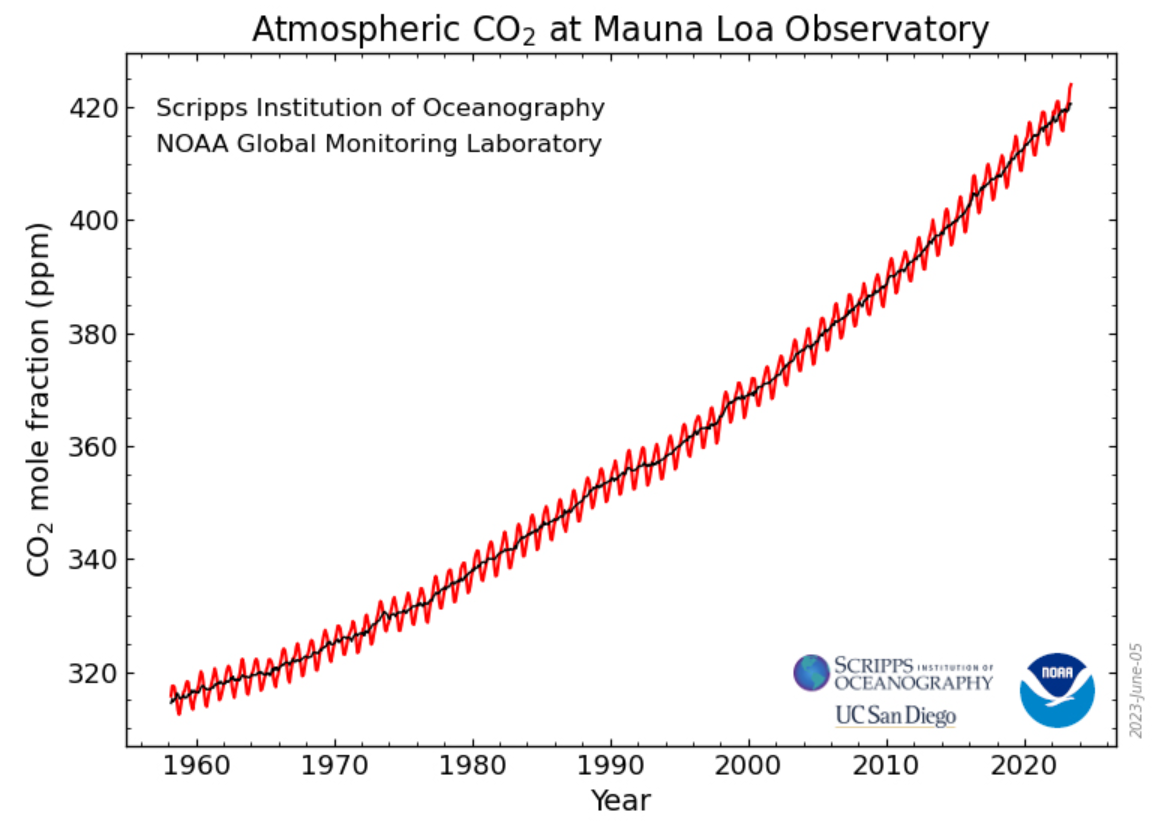 Atmospheric CO₂ at Mauna Loa Observatory
Scripps Institution of Oceanography
NOAA Global Monitoring Laboratory
CO₂ mole fraction (ppm)
420
400
380
360
340
320
SCRIPPS INSTITUTION OF
OCEANOGRAPHY
UC San Diego
NOAA
2023-June-05
1960 1970 1980 1990 2000 2010 2020
Year